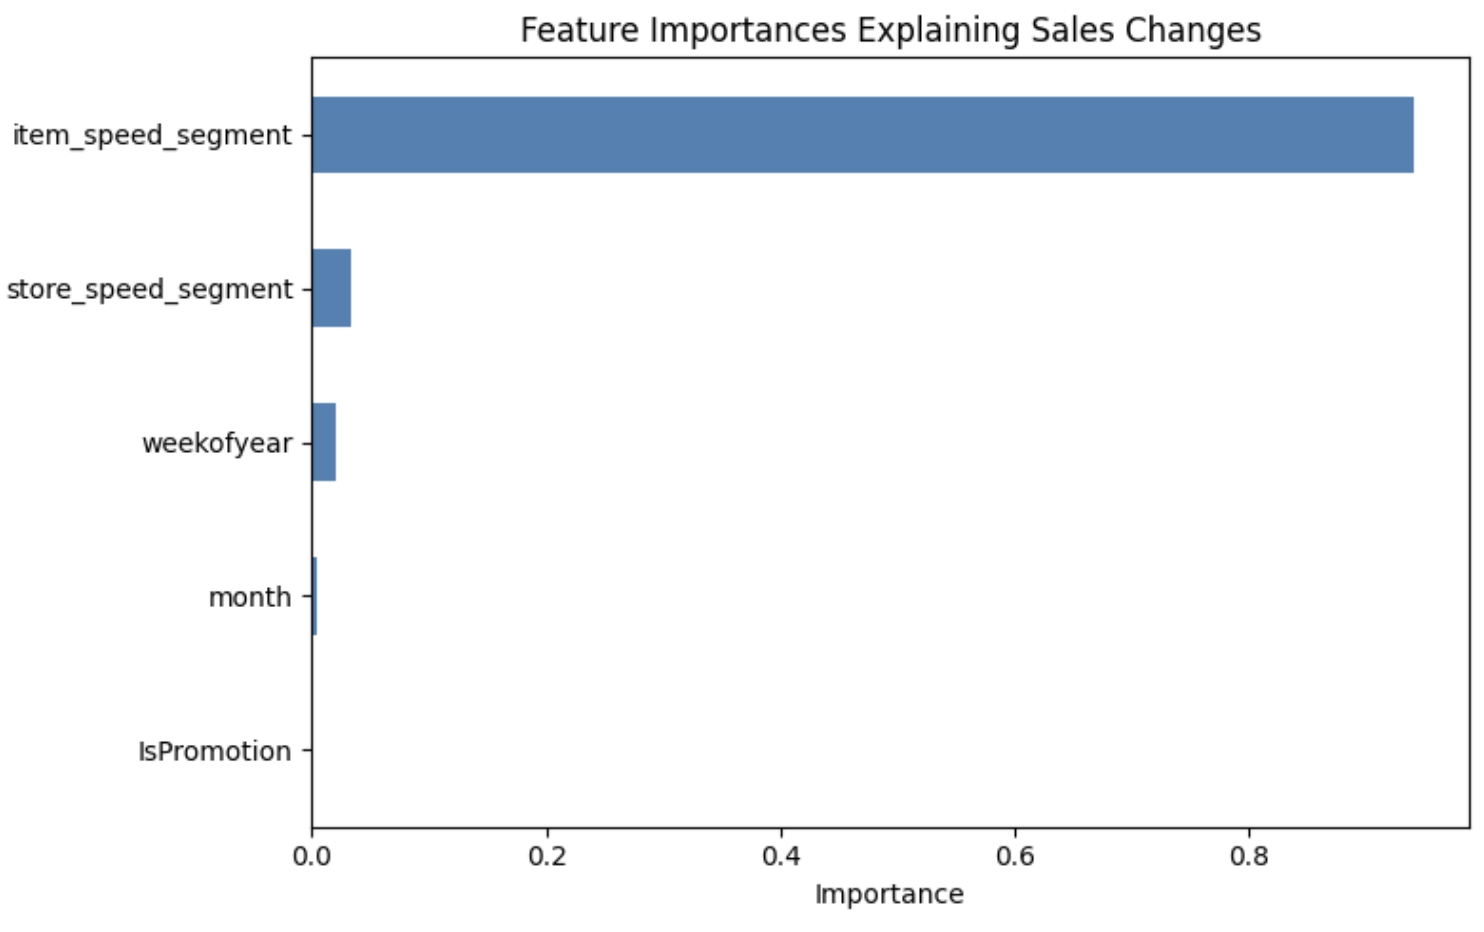 Feature Importances Explaining Sales Changes
item_speed_segment
store_speed_segment
weekofyear
month
IsPromotion
0.0 0.2 0.4 0.6 0.8
Importance